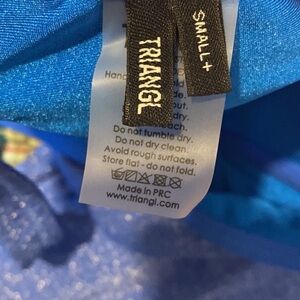 SMALL+
TRIANGL
Hand
out.
Do not tumble dry.
Do not dry clean.
Avoid rough surfaces.
Store flat - do not fold.
Made in PRC
www.triangl.com